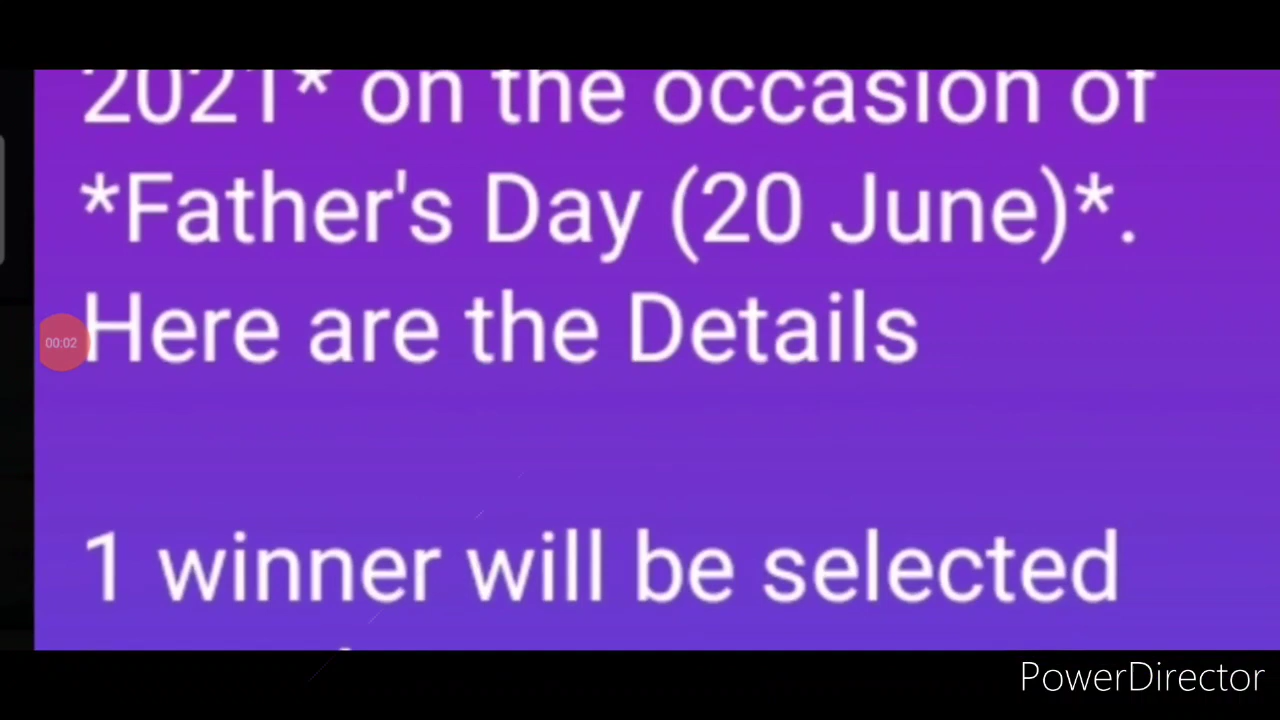 2021* on the occasion of
*Father's Day (20 June)*.
Here are the Details
00:02
1 winner will be selected
PowerDirector